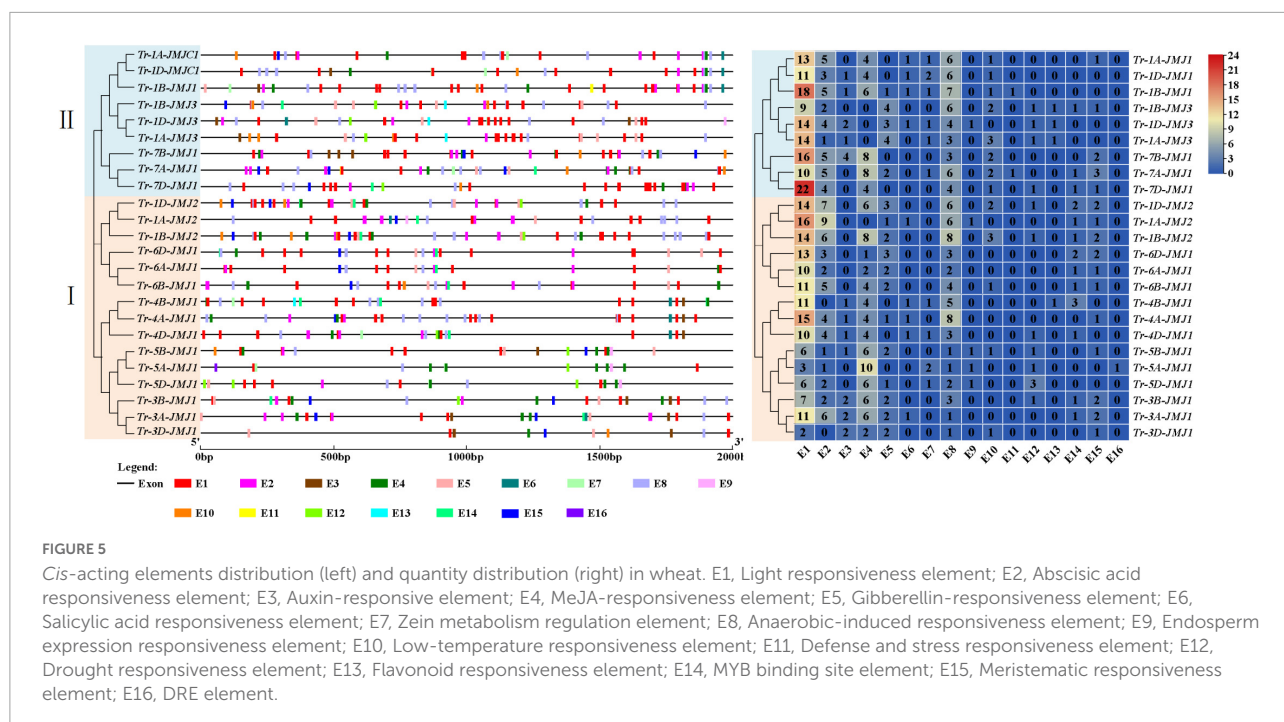 II
I
Tr-1A-JMJC1
Tr-1D-JMJC1
Tr-1B-JMJ1
Tr-1B-JMJ3
Tr-1D-JMJ3
Tr-1A-JMJ3
Tr-7B-JMJ1
Tr-7A-JMJ1
Tr-7D-JMJ1
Tr-1D-JMJ2
Tr-1A-JMJ2
Tr-1B-JMJ2
Tr-6D-JMJ1
Tr-6A-JMJ1
Tr-6B-JMJ1
Tr-4B-JMJ1
Tr-4A-JMJ1
Tr-4D-JMJ1
Tr-5B-JMJ1
Tr-5A-JMJ1
Tr-5D-JMJ1
Tr-3B-JMJ1
Tr-3A-JMJ1
Tr-3D-JMJ1
5' 3'
0bp 500bp 1000bp 1500bp 2000bp
Legend:
Exon E1 E2 E3 E4 E5 E6 E7 E8 E9
E10 E11 E12 E13 E14 E15 E16
13 5 0 4 0 1 1 6 0 1 0 0 0 0 1 0 Tr-1A-JMJ1
11 3 1 4 0 1 2 6 0 1 0 0 0 0 0 0 Tr-1D-JMJ1
18 5 1 6 1 1 1 7 0 1 1 0 0 0 0 0 Tr-1B-JMJ1
9 2 0 0 4 0 0 6 0 2 0 1 1 1 1 0 Tr-1B-JMJ3
14 4 2 0 3 1 1 4 1 0 0 1 1 0 0 0 Tr-1D-JMJ3
14 1 1 0 4 0 1 3 0 3 0 1 1 0 0 0 Tr-1A-JMJ3
16 5 4 8 0 0 0 3 0 2 0 0 0 0 2 0 Tr-7B-JMJ1
10 5 0 8 2 0 1 6 0 2 1 0 0 1 3 0 Tr-7A-JMJ1
22 4 0 4 0 0 0 4 0 1 0 1 0 1 1 0 Tr-7D-JMJ1
14 7 0 6 3 0 0 6 0 2 0 1 0 2 2 0 Tr-1D-JMJ2
16 9 0 0 0 1 1 6 1 0 0 0 0 1 1 0 Tr-1A-JMJ2
14 6 0 8 2 0 0 8 0 3 0 1 0 1 2 0 Tr-1B-JMJ2
13 3 0 1 3 0 0 3 0 0 0 0 0 2 2 0 Tr-6D-JMJ1
10 2 0 2 2 0 0 2 0 0 0 0 0 1 1 0 Tr-6A-JMJ1
11 5 0 4 2 0 0 4 0 1 0 0 0 1 1 0 Tr-6B-JMJ1
11 0 1 4 0 1 1 5 0 0 0 0 1 3 0 0 Tr-4B-JMJ1
15 4 1 4 1 1 0 8 0 0 0 0 0 1 0 0 Tr-4A-JMJ1
10 4 1 4 0 1 1 3 0 0 0 1 0 4 1 0 Tr-4D-JMJ1
6 1 1 6 2 0 0 1 1 1 0 1 0 0 1 0 Tr-5B-JMJ1
3 1 0 10 0 0 2 1 1 0 0 0 0 0 0 1 Tr-5A-JMJ1
6 2 0 6 1 0 1 2 1 0 0 3 0 0 0 0 Tr-5D-JMJ1
7 2 2 6 2 0 0 3 0 0 0 1 0 1 2 0 Tr-3B-JMJ1
11 6 2 6 2 1 0 1 0 0 0 0 0 1 2 0 Tr-3A-JMJ1
2 0 2 2 2 0 0 1 0 1 0 0 0 0 1 0 Tr-3D-JMJ1
E1 E2 E3 E4 E5 E6 E7 E8 E9 E10 E11 E12 E13 E14 E15 E16
24
21
18
15
12
9
6
3
0
FIGURE 5
Cis-acting elements distribution (left) and quantity distribution (right) in wheat. E1, Light responsiveness element; E2, Abscisic acid
responsiveness element; E3, Auxin-responsive element; E4, MeJA-responsiveness element; E5, Gibberellin-responsiveness element; E6,
Salicylic acid responsiveness element; E7, Zein metabolism regulation element; E8, Anaerobic-induced responsiveness element; E9, Endosperm
expression responsiveness element; E10, Low-temperature responsiveness element; E11, Defense and stress responsiveness element; E12,
Drought responsiveness element; E13, Flavonoid responsiveness element; E14, MYB binding site element; E15, Meristematic responsiveness
element; E16, DRE element.